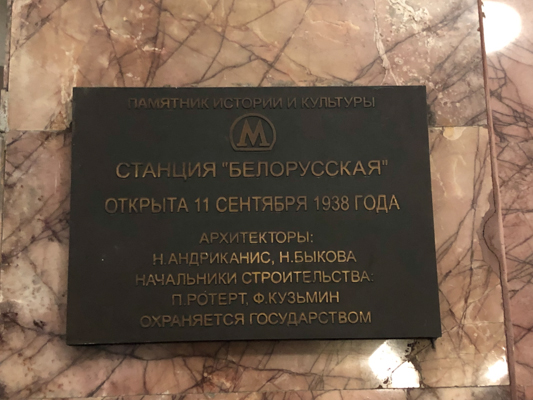 ПАМЯТНИК ИСТОРИИ И КУЛЬТУРЫ
М
СТАНЦИЯ "БЕЛОРУССКАЯ"
ОТКРЫТА 11 СЕНТЯБРЯ 1938 ГОДА
АРХИТЕКТОРЫ:
Н.АНДРИКАНИС, Н.БЫКОВА
НАЧАЛЬНИКИ СТРОИТЕЛЬСТВА:
П.РОТЕРТ, Ф.КУЗЬМИН
ОХРАНЯЕТСЯ ГОСУДАРСТВОМ